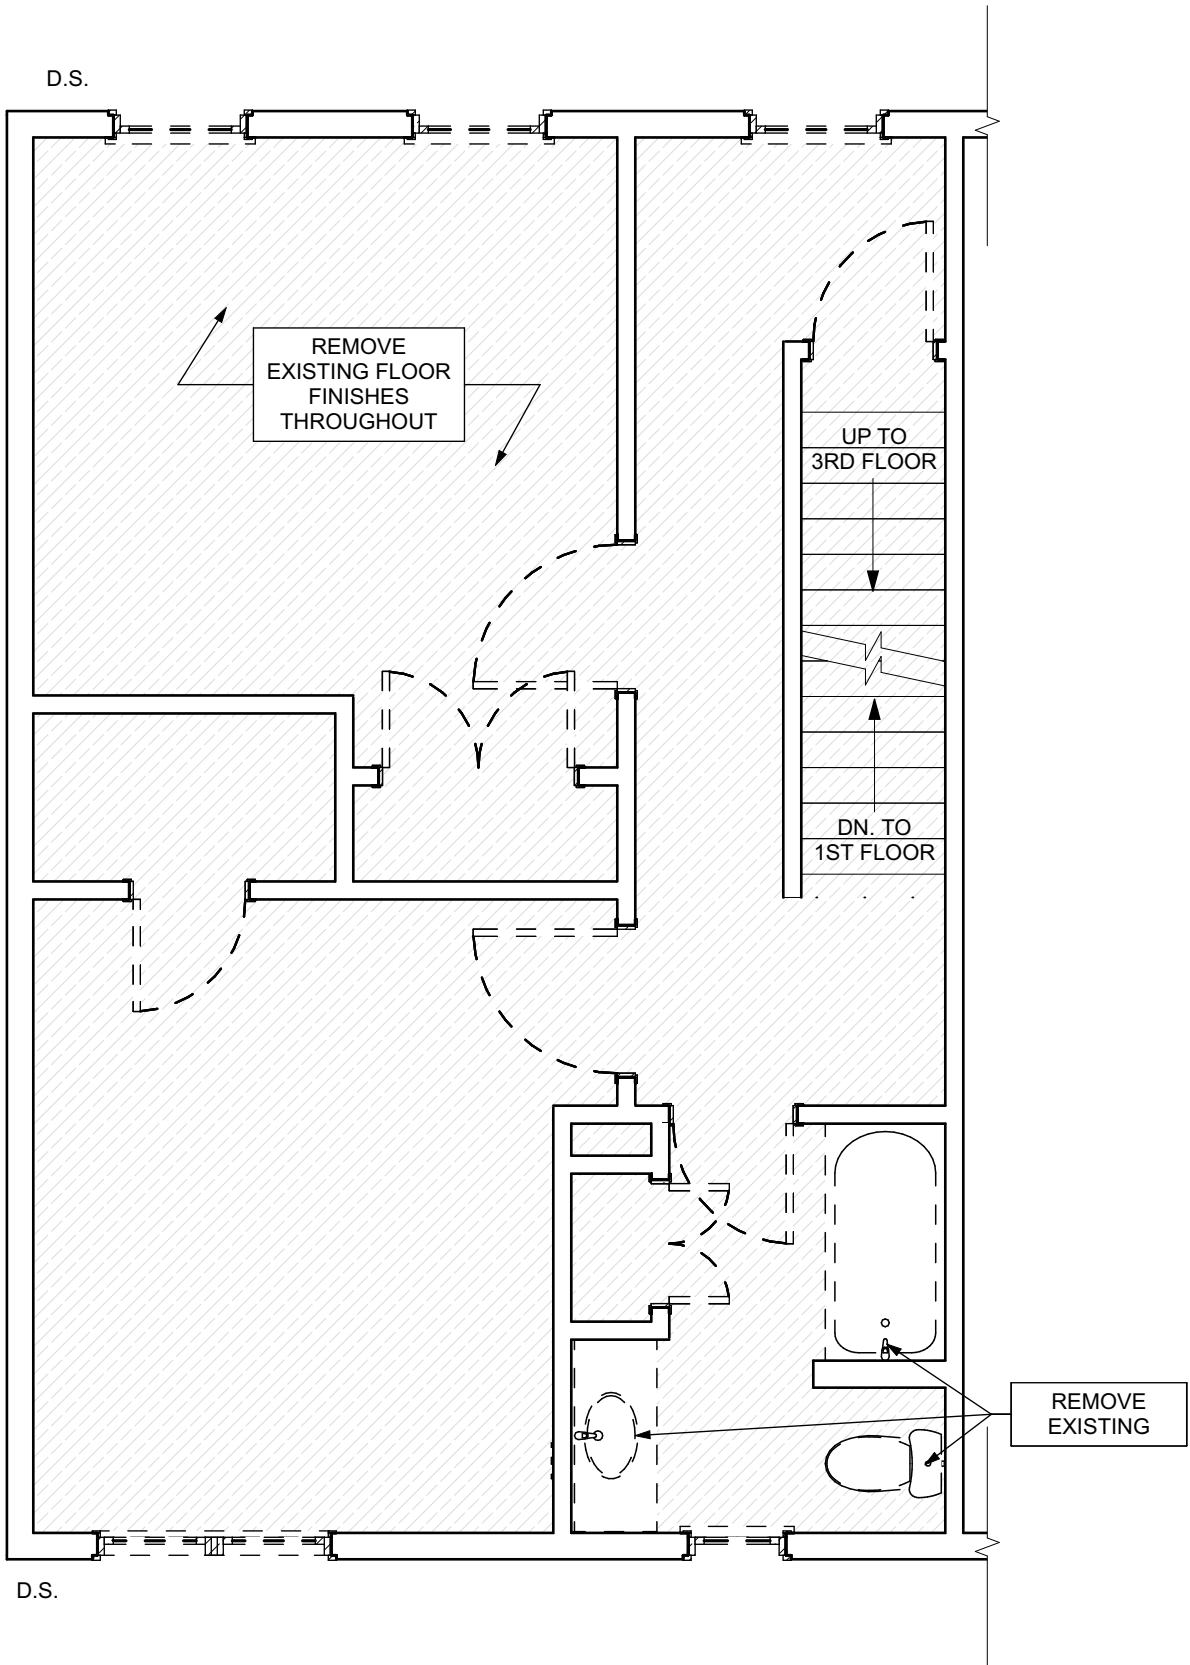 D.S.
REMOVE
EXISTING FLOOR
FINISHES
THROUGHOUT
UP TO
3RD FLOOR
DN. TO
1ST FLOOR
REMOVE
EXISTING
D.S.